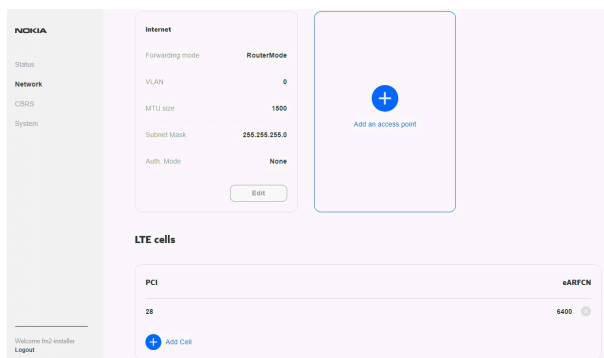 NOKIA
Status
Network
CBRS
System
Welcome fm2-installer
Logout
Internet
Forwarding mode RouterMode
VLAN 0
MTU size 1500
Subnet Mask 255.255.255.0
Auth. Mode None
Edit
Add an access point
LTE cells
PCI eARFCN
28 6400
Add Cell